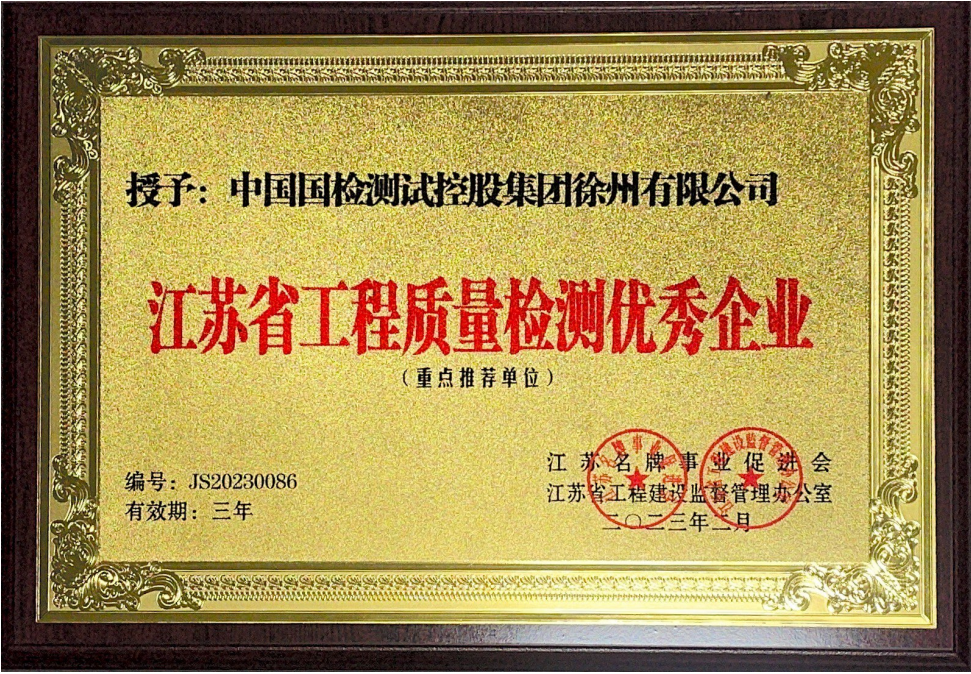 授予：中国国检测试控股集团徐州有限公司
江苏省工程质量检测优秀企业
（重点推荐单位）
编号：JS20230086
有效期：三年
江苏名牌事业促进会
江苏省工程建设监督管理办公室
二〇二三年二月